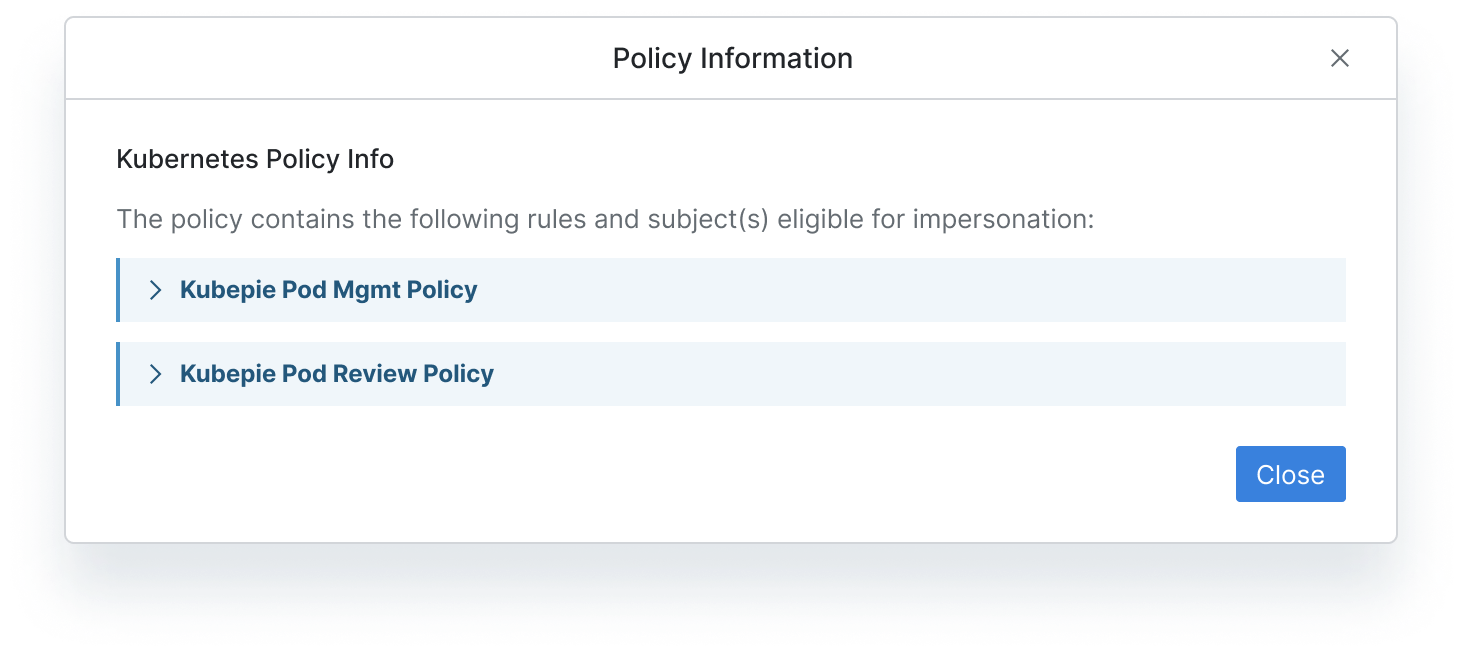 Policy Information
Kubernetes Policy Info
The policy contains the following rules and subject(s) eligible for impersonation:
Kubepie Pod Mgmt Policy
Kubepie Pod Review Policy
Close